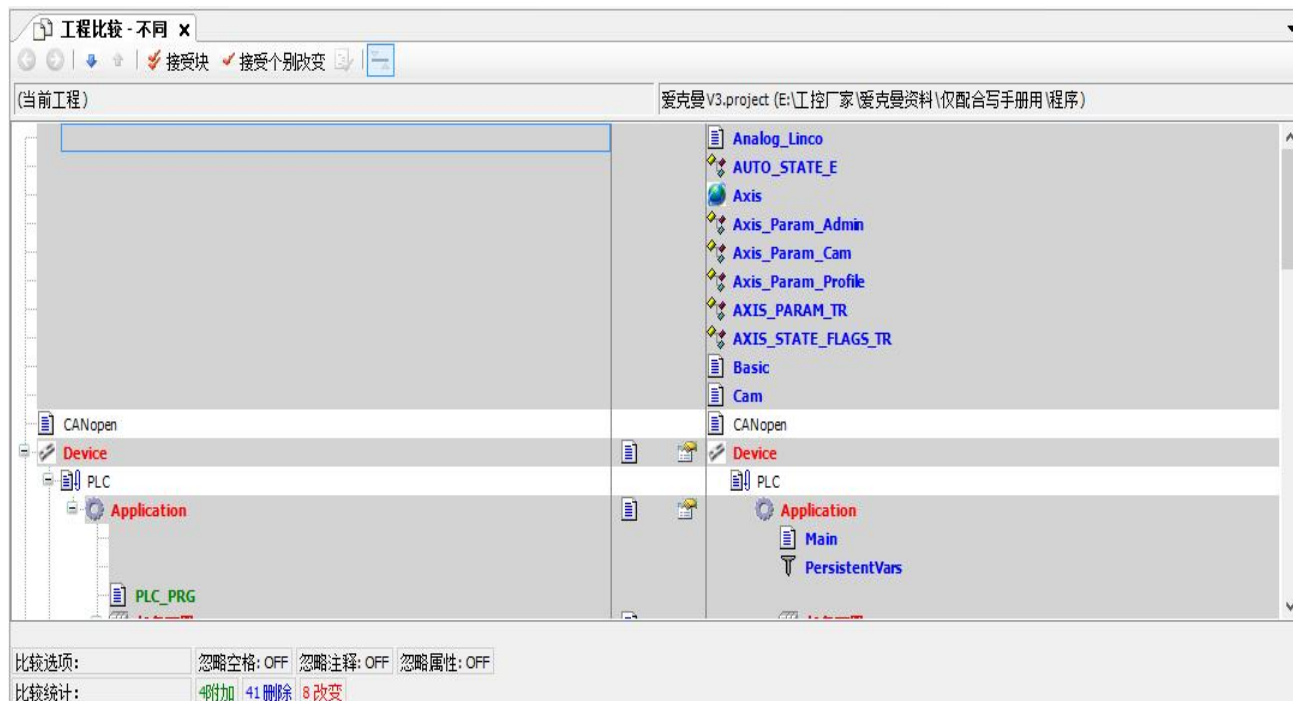 工程比较 - 不同
接受块 接受个别改变
(当前工程) 爱克曼V3.project (E:\工控厂家\爱克曼资料\仅配合写手册用\程序)
Analog_Linco
AUTO_STATE_E
Axis
Axis_Param_Admin
Axis_Param_Cam
Axis_Param_Profile
AXIS_PARAM_TR
AXIS_STATE_FLAGS_TR
Basic
Cam
CANopen CANopen
Device Device
PLC PLC
Application Application
Main
PersistentVars
PLC_PRG
比较选项: 忽略空格: OFF 忽略注释: OFF 忽略属性: OFF
比较统计: 4附加 41删除 8改变